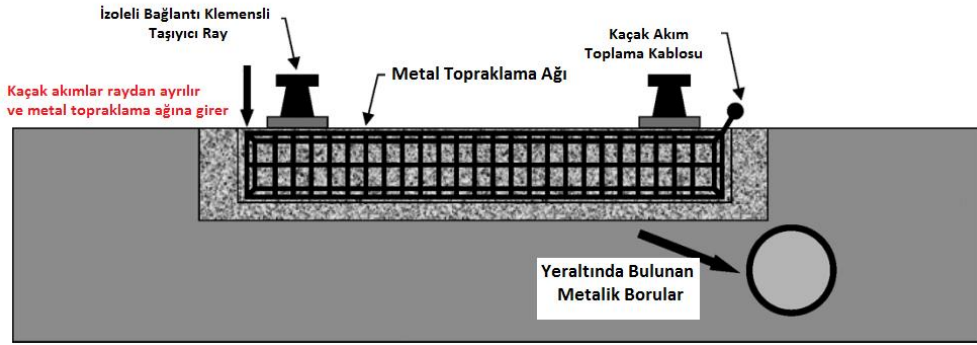 İzoleli Bağlantı Klemensli
Taşıyıcı Ray
Kaçak Akım
Toplama Kablosu
Metal Topraklama Ağı
Kaçak akımlar raydan ayrılır
ve metal topraklama ağına girer
Yeraltında Bulunan
Metalik Borular